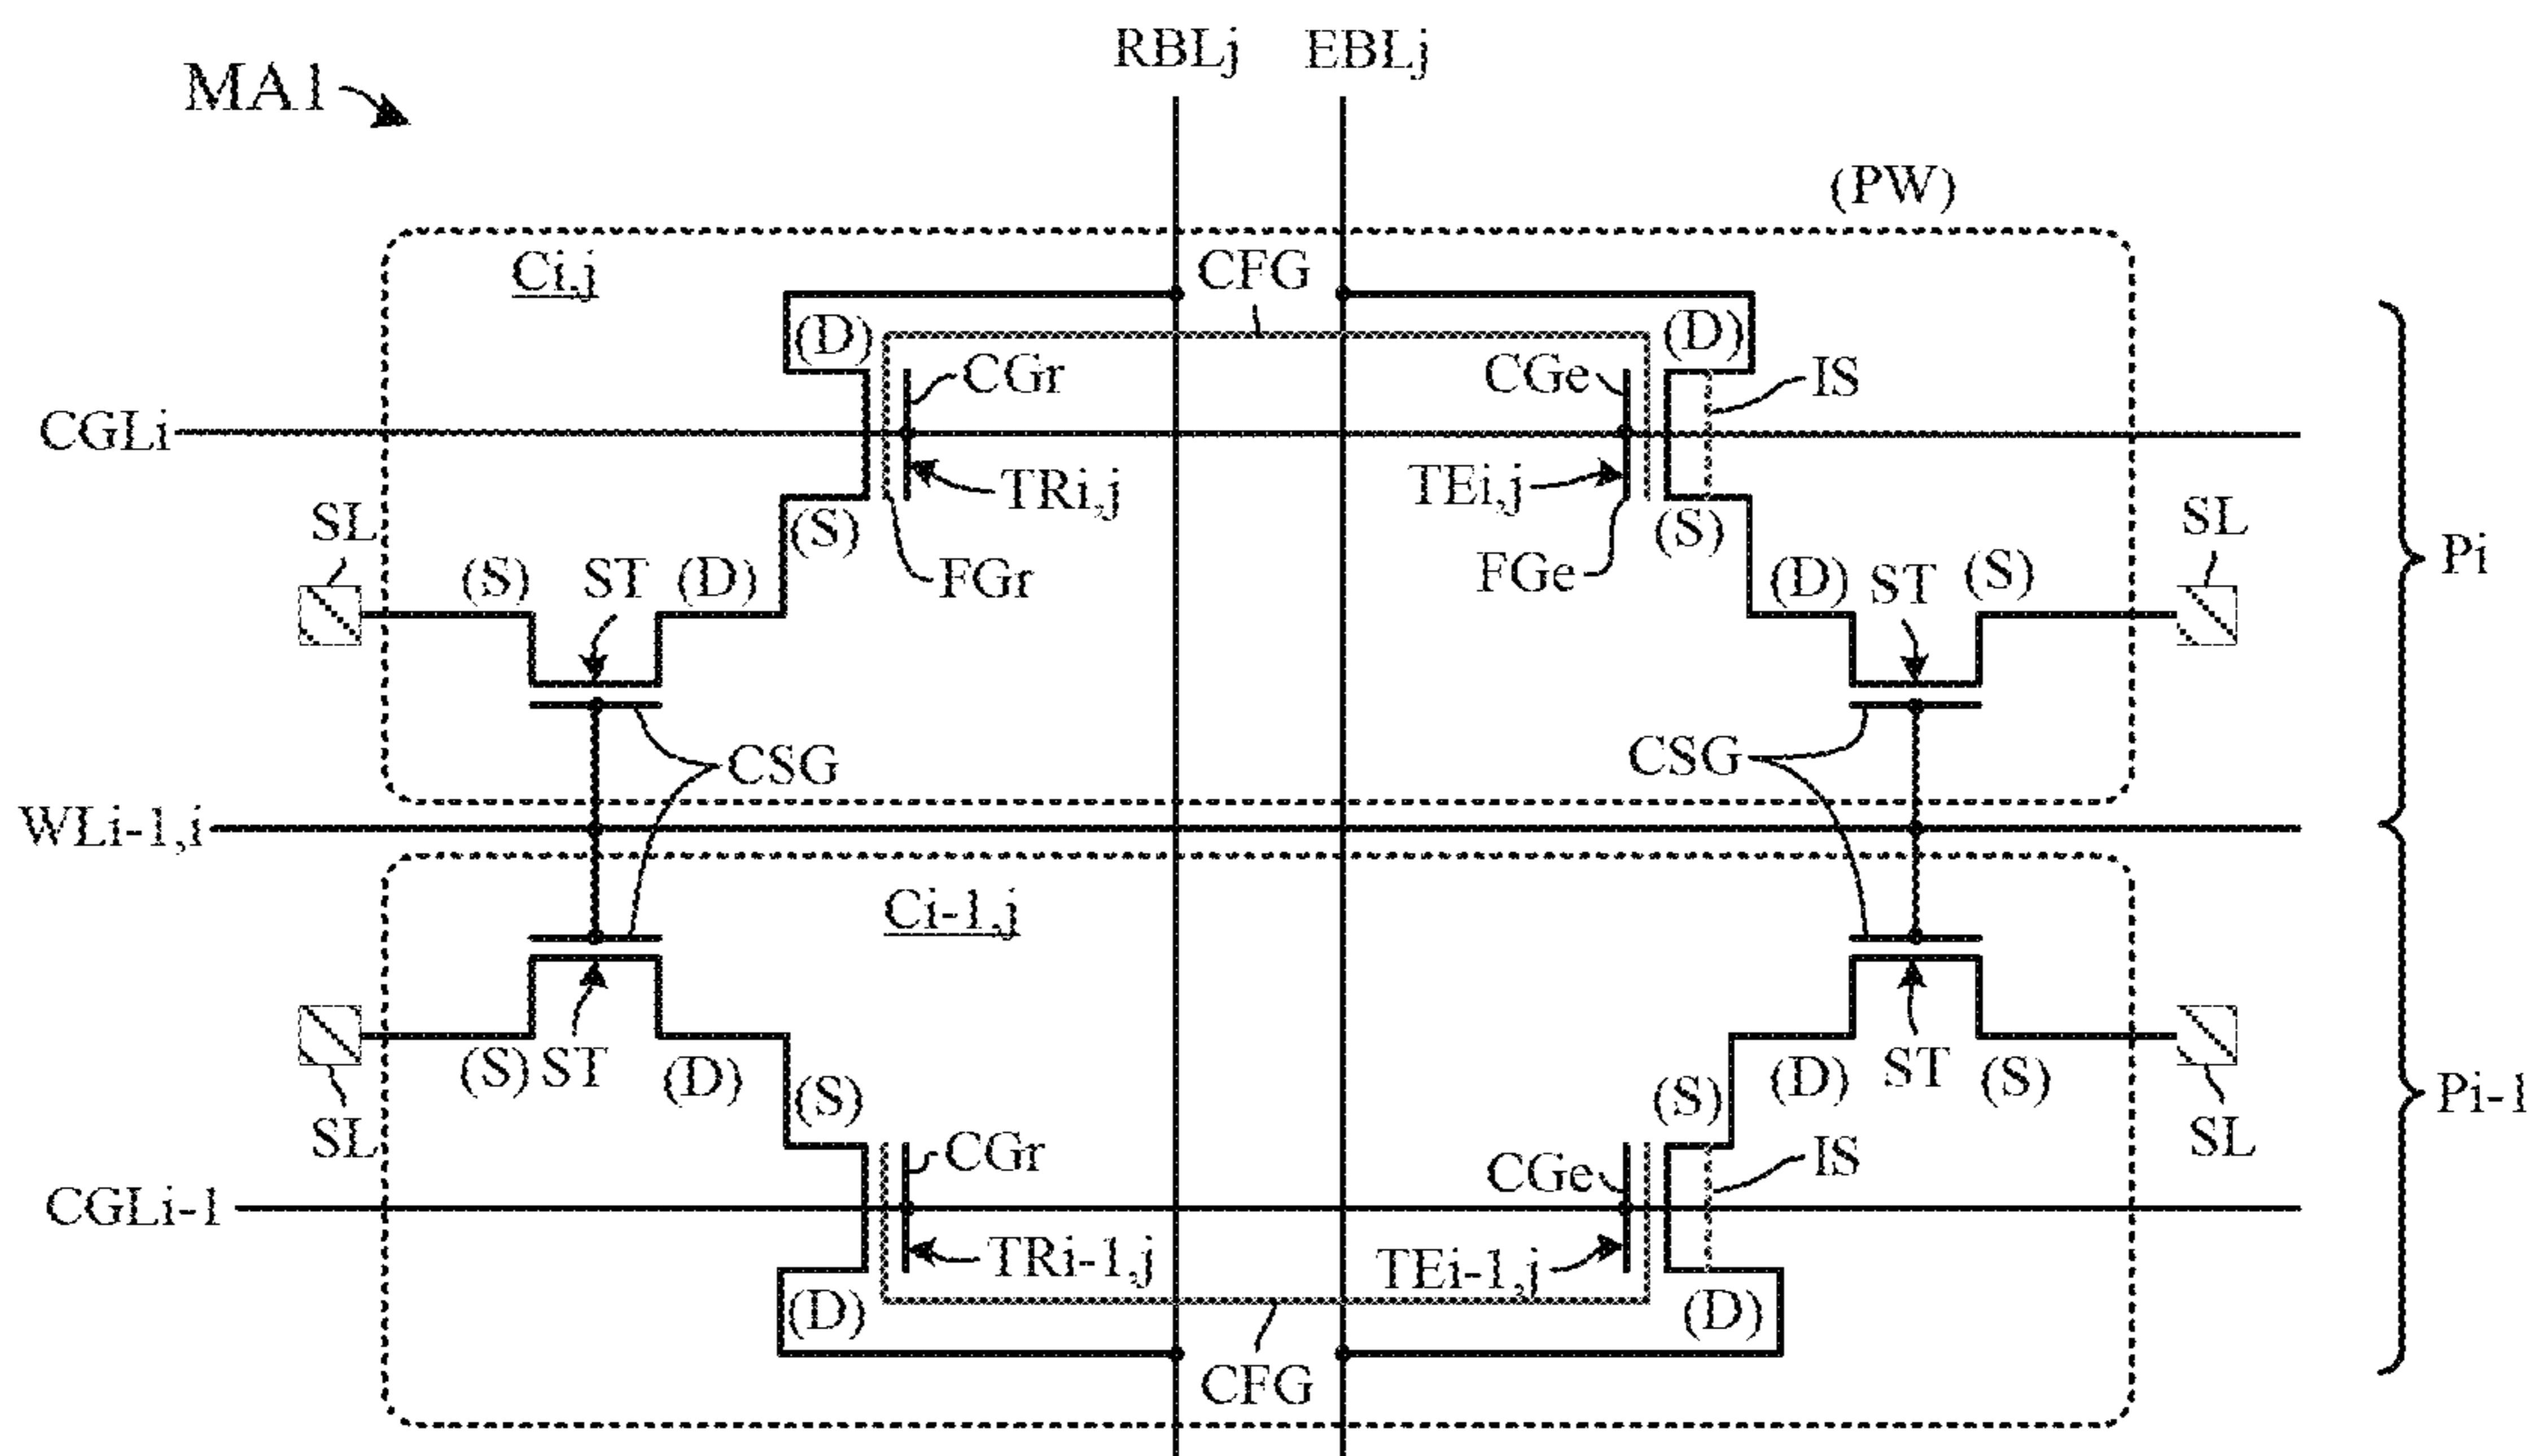 RBLj EBLj
MA1
(PW)
Ci,j
CFG
(D) (D)
CGr CGe IS
CGLi
TRi,j TEi,j
SL (S) (S) SL
(S) ST (D) FGr FGe (D) ST (S)
Pi
CSG CSG
WLi-1,i
Ci-1,j
(S) ST (D) (S) (S) (D) ST (S)
Pi-1
SL CGr CGe IS SL
CGLi-1
TRi-1,j TEi-1,j
(D) (D)
CFG